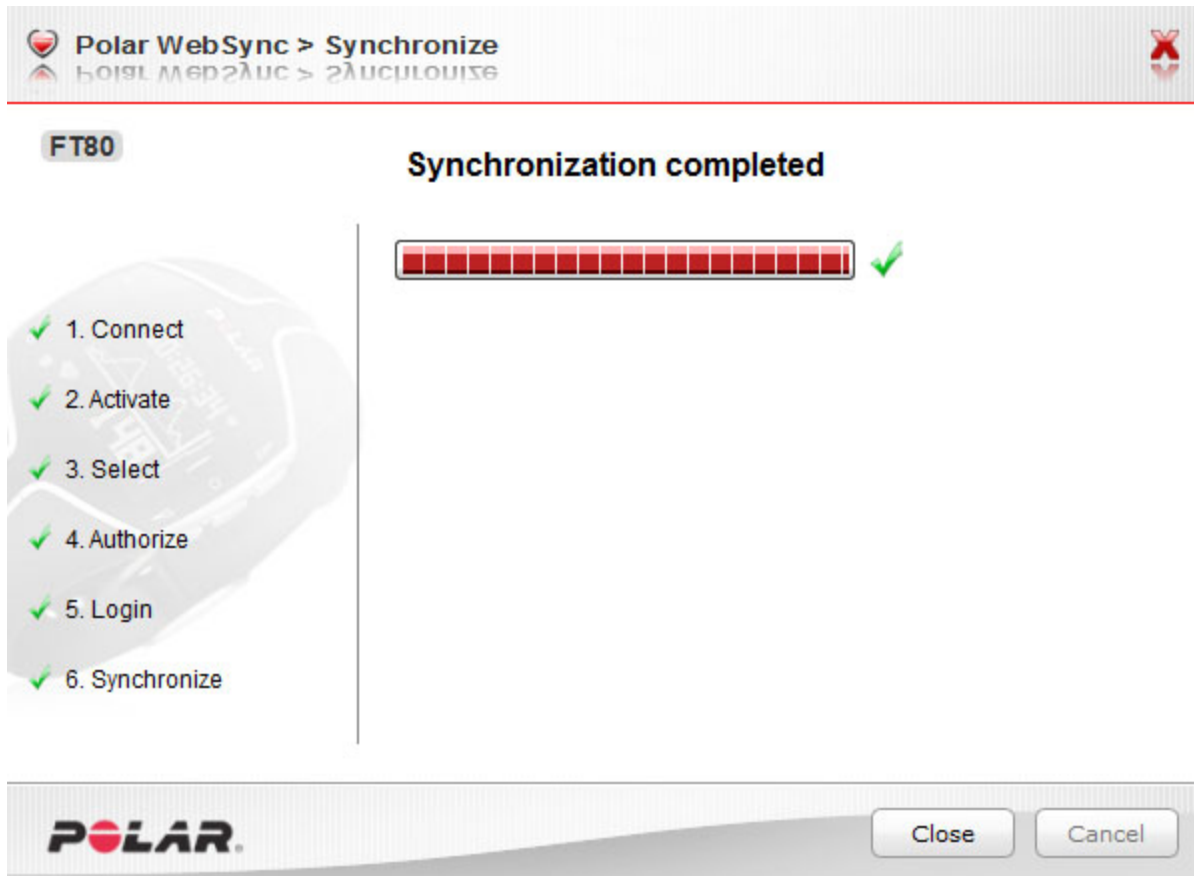 Polar WebSync > Synchronize
FT80
Synchronization completed
1. Connect
2. Activate
3. Select
4. Authorize
5. Login
6. Synchronize
POLAR.
Close
Cancel